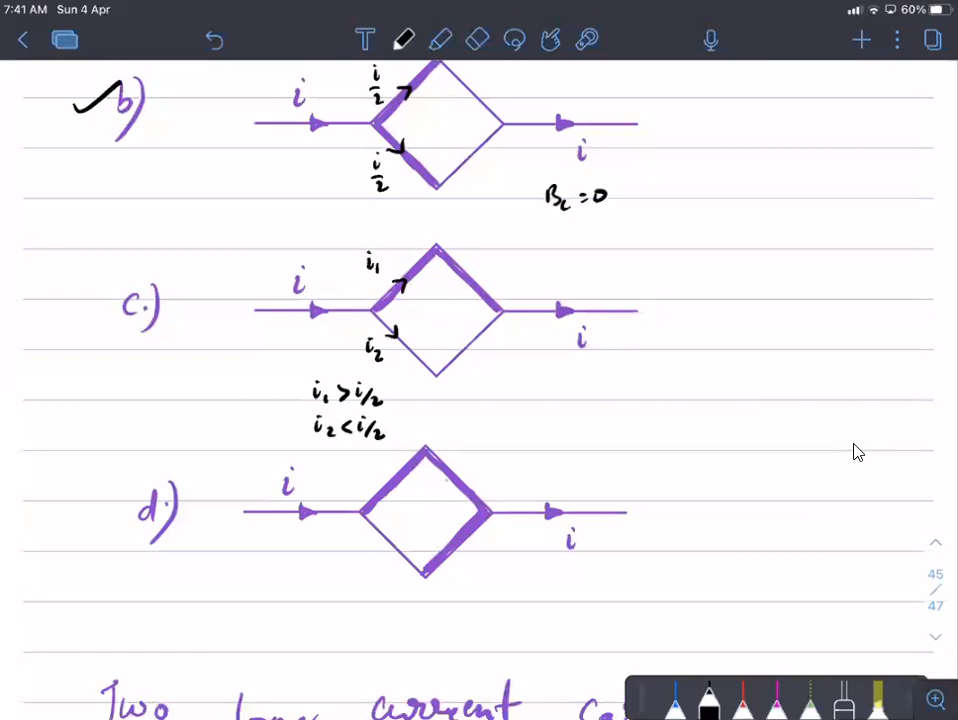 7:41 AM Sun 4 Apr
60%
T
b)
i
i/2
i/2
i
B_c = 0
c.)
i
i₁
i₂
i
i₁ > i/2
i₂ < i/2
d.)
i
i
45
/
47
Two long current